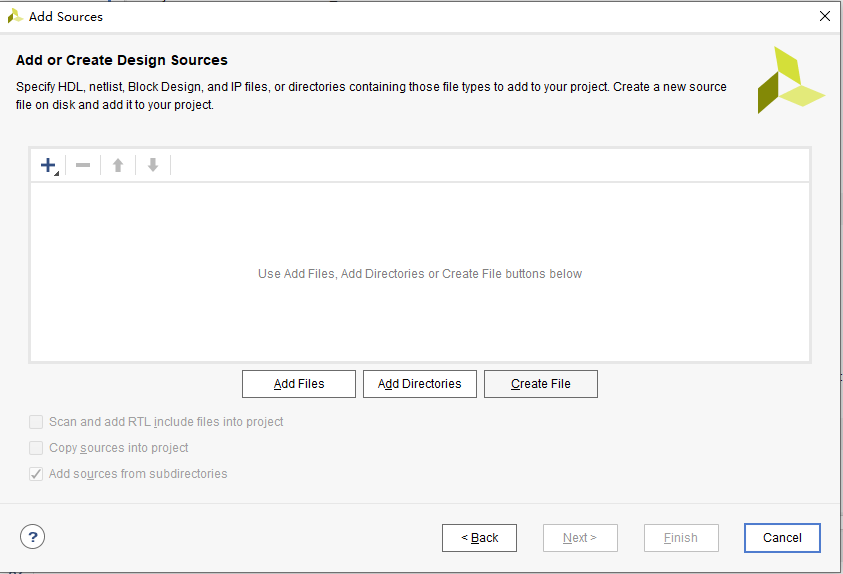 Add Sources
Add or Create Design Sources
Specify HDL, netlist, Block Design, and IP files, or directories containing those file types to add to your project. Create a new source
file on disk and add it to your project.
Use Add Files, Add Directories or Create File buttons below
Add Files
Add Directories
Create File
Scan and add RTL include files into project
Copy sources into project
Add sources from subdirectories
?
< Back
Next >
Finish
Cancel